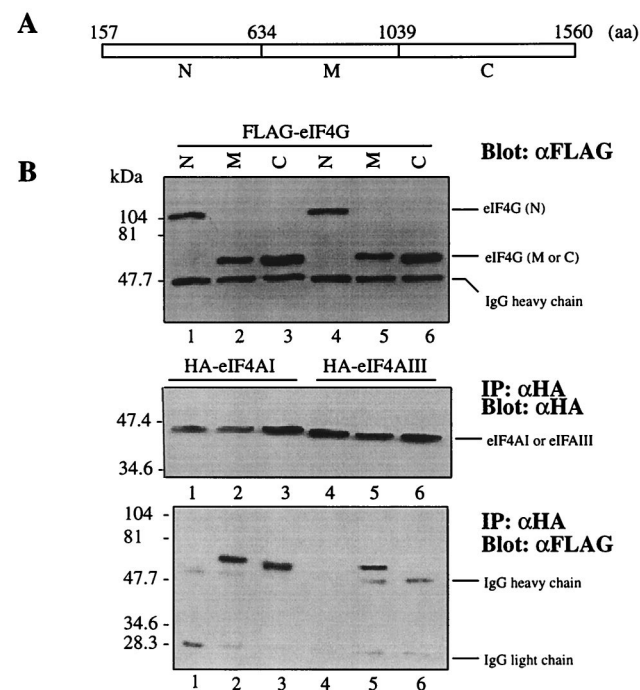 A
157 634 1039 1560 (aa)
N M C
B
FLAG-eIF4G
N M C N M C
Blot: αFLAG
kDa
104 -
81 -
47.7 -
eIF4G (N)
eIF4G (M or C)
IgG heavy chain
1 2 3 4 5 6
HA-eIF4AI HA-eIF4AIII
IP: αHA
Blot: αHA
47.4 -
34.6 -
eIF4AI or eIFAIII
1 2 3 4 5 6
IP: αHA
Blot: αFLAG
104 -
81 -
47.7 -
34.6 -
28.3 -
IgG heavy chain
IgG light chain
1 2 3 4 5 6